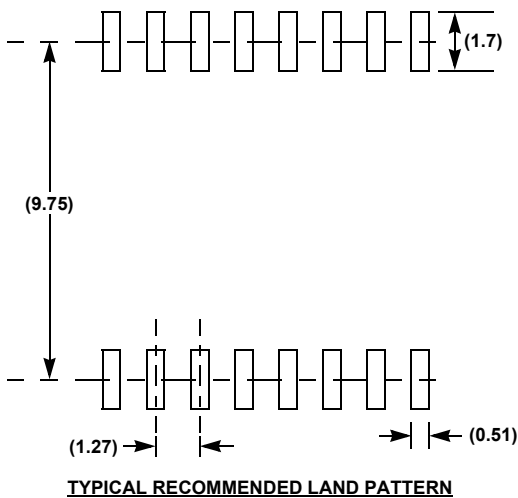 (1.7)
(9.75)
(1.27)
(0.51)
TYPICAL RECOMMENDED LAND PATTERN